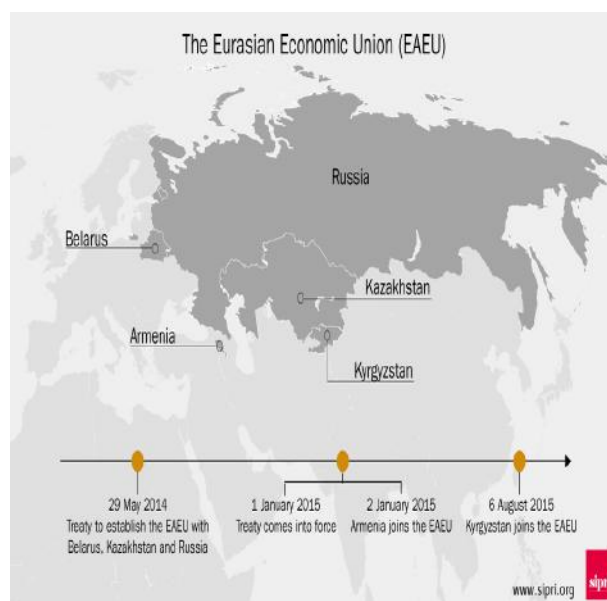 The Eurasian Economic Union (EAEU)
Russia
Belarus
Kazakhstan
Armenia
Kyrgyzstan
29 May 2014
Treaty to establish the EAEU with
Belarus, Kazakhstan and Russia
1 January 2015
Treaty comes into force
2 January 2015
Armenia joins the EAEU
6 August 2015
Kyrgyzstan joins the EAEU
www.sipri.org
sipri